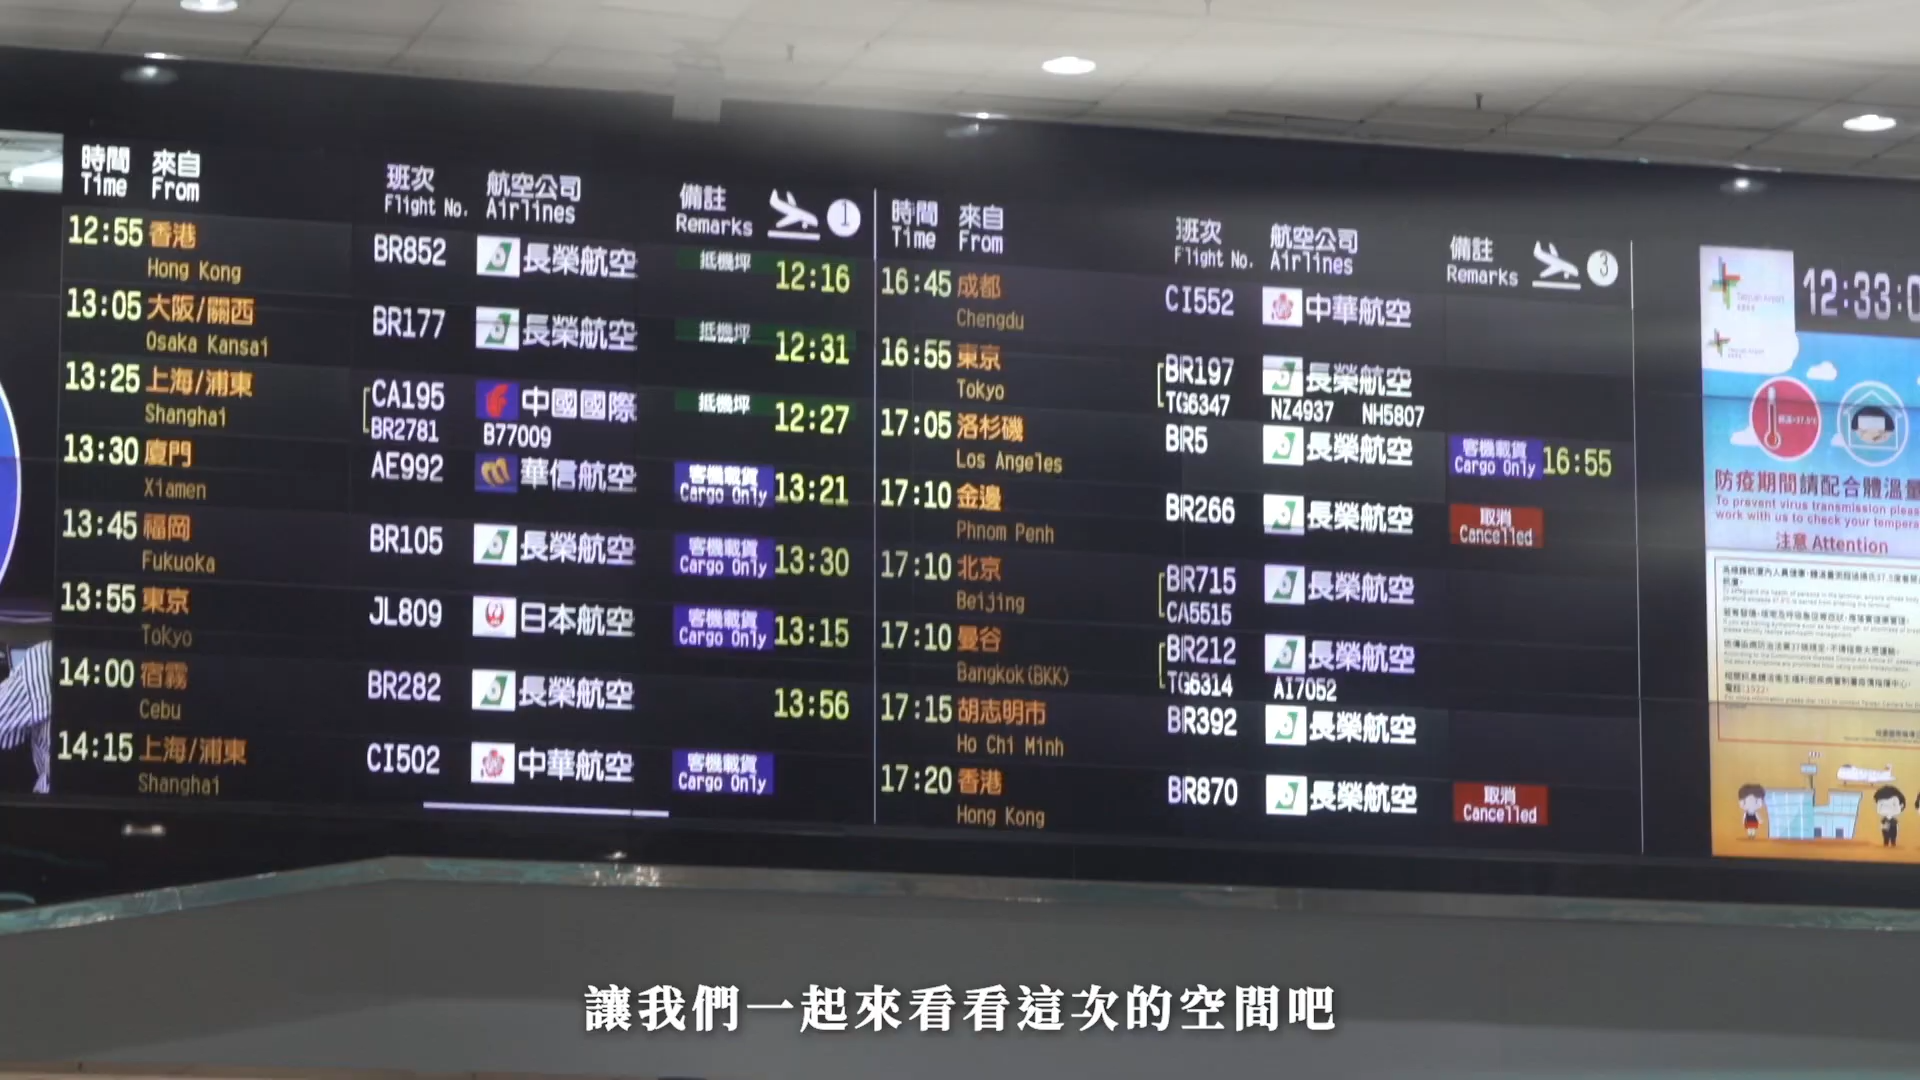 時間 來自 班次 航空公司 備註
Time From Flight No. Airlines Remarks 1
12:55 香港 BR852 長榮航空 抵機坪 12:16
Hong Kong
13:05 大阪/關西 BR177 長榮航空 抵機坪 12:31
Osaka Kansai
13:25 上海/浦東 CA195 中國國際 抵機坪 12:27
Shanghai BR2781 B77009
13:30 廈門 AE992 華信航空 客機載貨 13:21
Xiamen Cargo Only
13:45 福岡 BR105 長榮航空 客機載貨 13:30
Fukuoka Cargo Only
13:55 東京 JL809 日本航空 客機載貨 13:15
Tokyo Cargo Only
14:00 宿霧 BR282 長榮航空 13:56
Cebu
14:15 上海/浦東 CI502 中華航空 客機載貨
Shanghai Cargo Only
時間 來自 班次 航空公司 備註
Time From Flight No. Airlines Remarks 3
16:45 成都 CI552 中華航空
Chengdu
16:55 東京 BR197 長榮航空
Tokyo TG6347 NZ4937 NH5807
17:05 洛杉磯 BR5 長榮航空 客機載貨 16:55
Los Angeles Cargo Only
17:10 金邊 BR266 長榮航空 取消
Phnom Penh Cancelled
17:10 北京 BR715 長榮航空
Beijing CA5515
17:10 曼谷 BR212 長榮航空
Bangkok(BKK) TG6314 AI7052
17:15 胡志明市 BR392 長榮航空
Ho Chi Minh
17:20 香港 BR870 長榮航空 取消
Hong Kong Cancelled
12:33:0
防疫期間請配合體溫量
To prevent virus transmission pleas
work with us to check your tempera
注意 Attention
讓我們一起來看看這次的空間吧